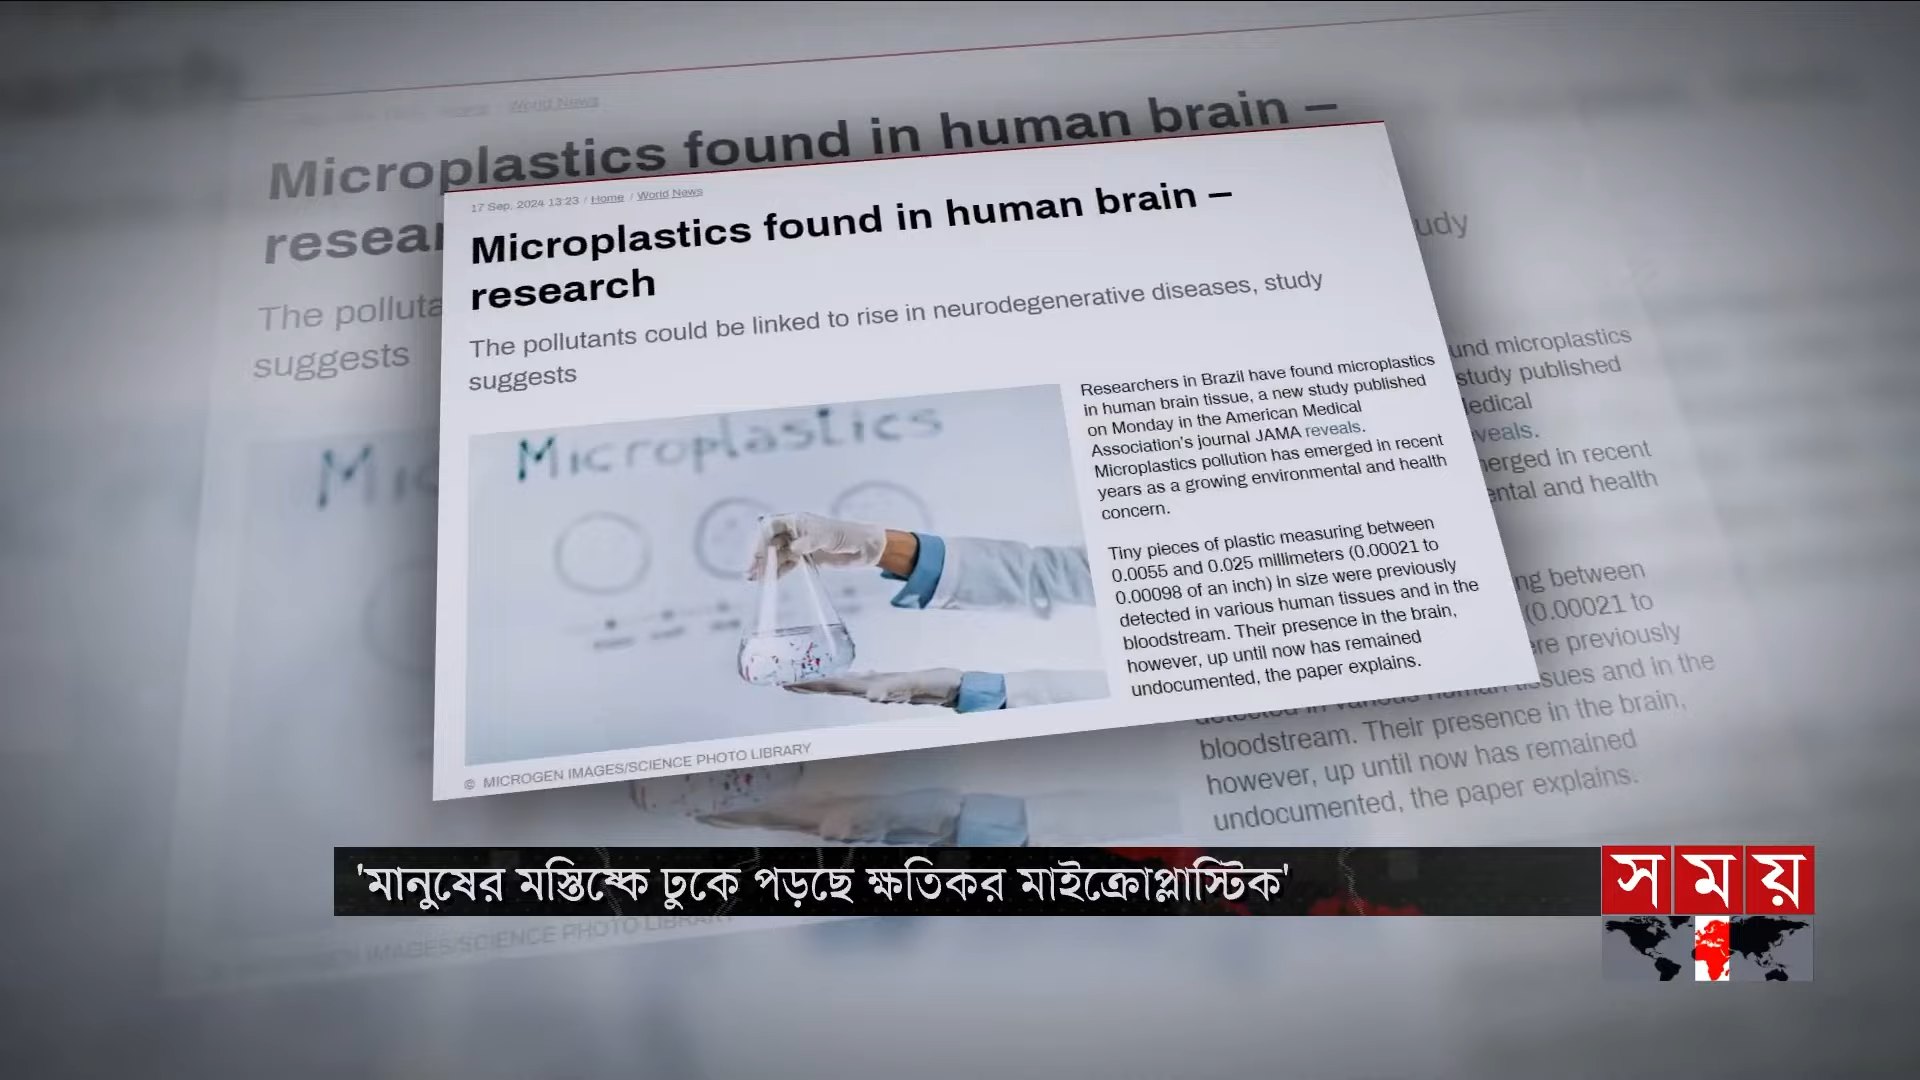 17 Sep, 2024 13:23 / Home / World News
Microplastics found in human brain –
research
The pollutants could be linked to rise in neurodegenerative diseases, study
suggests
Microplastics
Researchers in Brazil have found microplastics
in human brain tissue, a new study published
on Monday in the American Medical
Association's journal JAMA reveals.
Microplastics pollution has emerged in recent
years as a growing environmental and health
concern.
Tiny pieces of plastic measuring between
0.0055 and 0.025 millimeters (0.00021 to
0.00098 of an inch) in size were previously
detected in various human tissues and in the
bloodstream. Their presence in the brain,
however, up until now has remained
undocumented, the paper explains.
© MICROGEN IMAGES/SCIENCE PHOTO LIBRARY
'মানুষের মস্তিষ্কে ঢুকে পড়ছে ক্ষতিকর মাইক্রোপ্লাস্টিক'
সময়